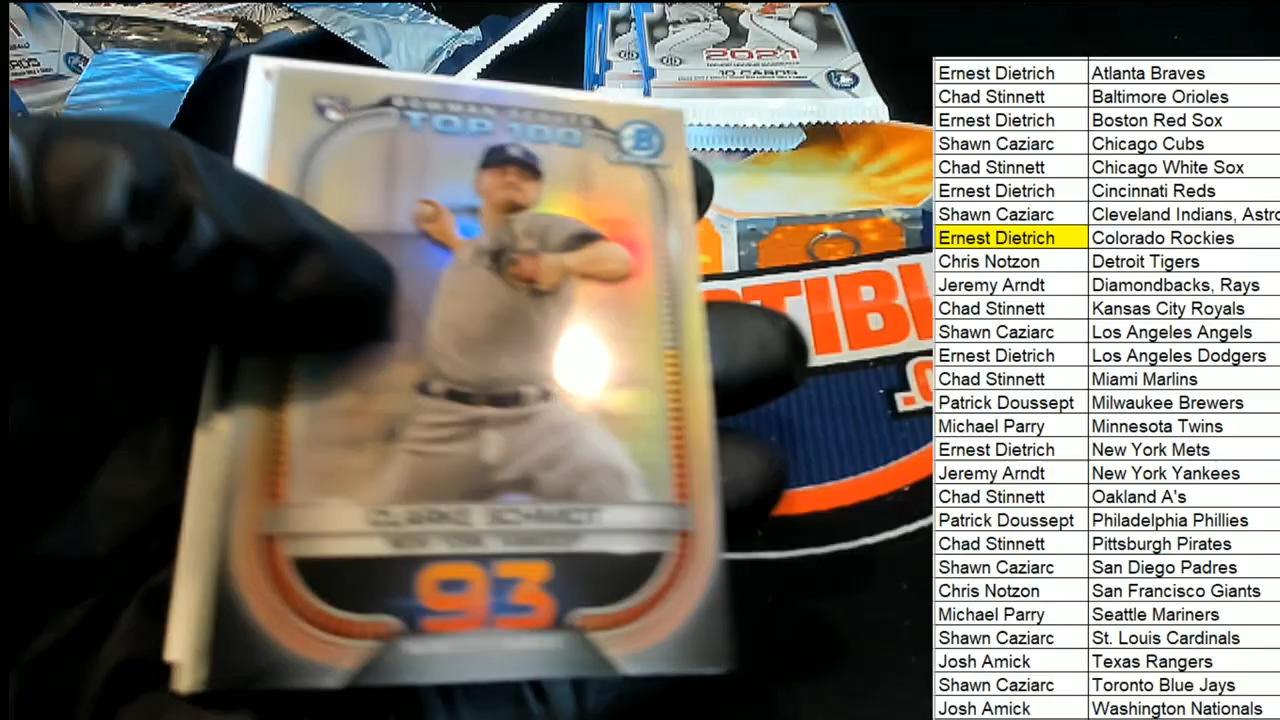 2021
10 CARDS
TOP 100
B
CLARKE SCHMIDT
93
TIBL
.C
Ernest Dietrich Atlanta Braves
Chad Stinnett Baltimore Orioles
Ernest Dietrich Boston Red Sox
Shawn Caziarc Chicago Cubs
Chad Stinnett Chicago White Sox
Ernest Dietrich Cincinnati Reds
Shawn Caziarc Cleveland Indians, Astr
Ernest Dietrich Colorado Rockies
Chris Notzon Detroit Tigers
Jeremy Arndt Diamondbacks, Rays
Chad Stinnett Kansas City Royals
Shawn Caziarc Los Angeles Angels
Ernest Dietrich Los Angeles Dodgers
Chad Stinnett Miami Marlins
Patrick Doussept Milwaukee Brewers
Michael Parry Minnesota Twins
Ernest Dietrich New York Mets
Jeremy Arndt New York Yankees
Chad Stinnett Oakland A's
Patrick Doussept Philadelphia Phillies
Chad Stinnett Pittsburgh Pirates
Shawn Caziarc San Diego Padres
Chris Notzon San Francisco Giants
Michael Parry Seattle Mariners
Shawn Caziarc St. Louis Cardinals
Josh Amick Texas Rangers
Shawn Caziarc Toronto Blue Jays
Josh Amick Washington Nationals